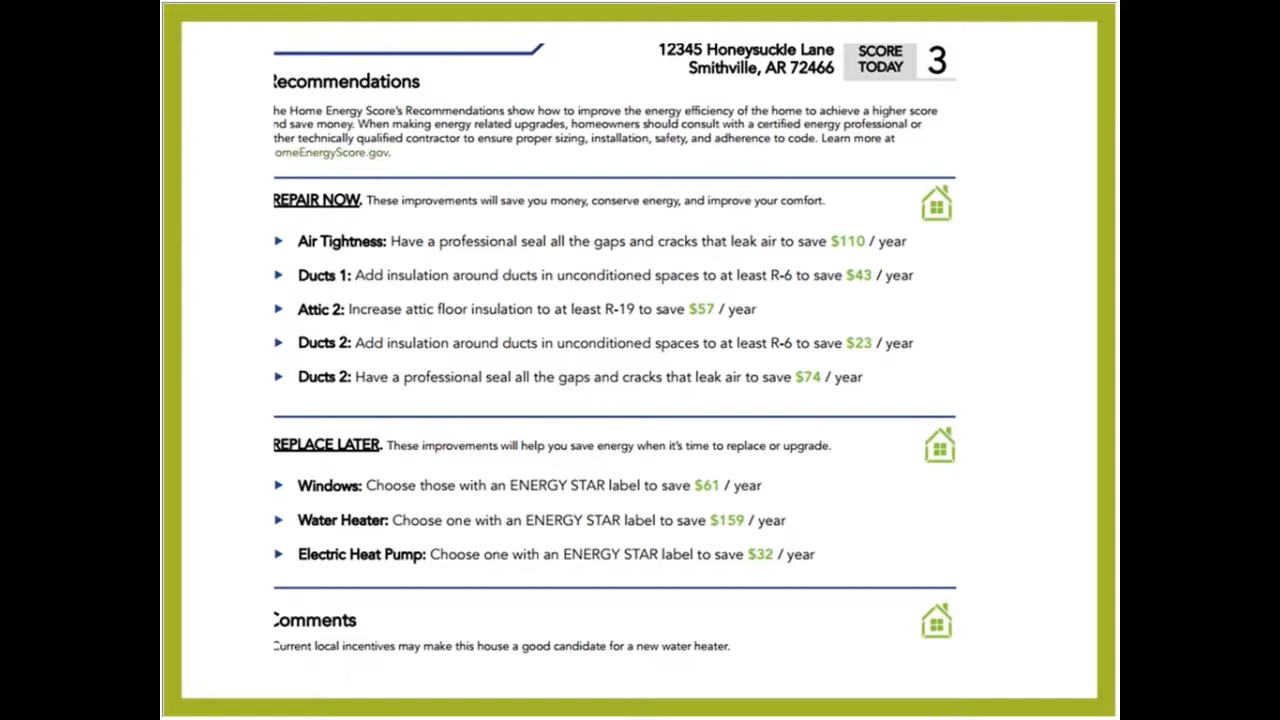 12345 Honeysuckle Lane
Smithville, AR 72466
SCORE
TODAY
3
Recommendations
he Home Energy Score's Recommendations show how to improve the energy efficiency of the home to achieve a higher score
nd save money. When making energy related upgrades, homeowners should consult with a certified energy professional or
ther technically qualified contractor to ensure proper sizing, installation, safety, and adherence to code. Learn more at
omeEnergyScore.gov.
REPAIR NOW. These improvements will save you money, conserve energy, and improve your comfort.
Air Tightness: Have a professional seal all the gaps and cracks that leak air to save $110 / year
Ducts 1: Add insulation around ducts in unconditioned spaces to at least R-6 to save $43 / year
Attic 2: Increase attic floor insulation to at least R-19 to save $57 / year
Ducts 2: Add insulation around ducts in unconditioned spaces to at least R-6 to save $23 / year
Ducts 2: Have a professional seal all the gaps and cracks that leak air to save $74 / year
REPLACE LATER. These improvements will help you save energy when it's time to replace or upgrade.
Windows: Choose those with an ENERGY STAR label to save $61 / year
Water Heater: Choose one with an ENERGY STAR label to save $159 / year
Electric Heat Pump: Choose one with an ENERGY STAR label to save $32 / year
Comments
Current local incentives may make this house a good candidate for a new water heater.